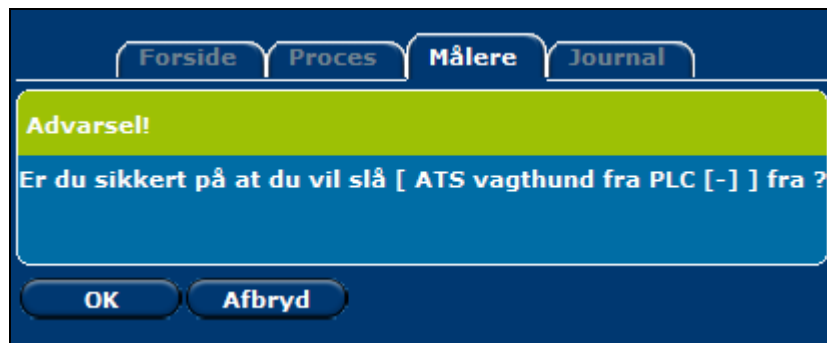 Forside Proces Målere Journal
Advarsel!
Er du sikkert på at du vil slå [ ATS vagthund fra PLC [-] ] fra ?
OK Afbryd